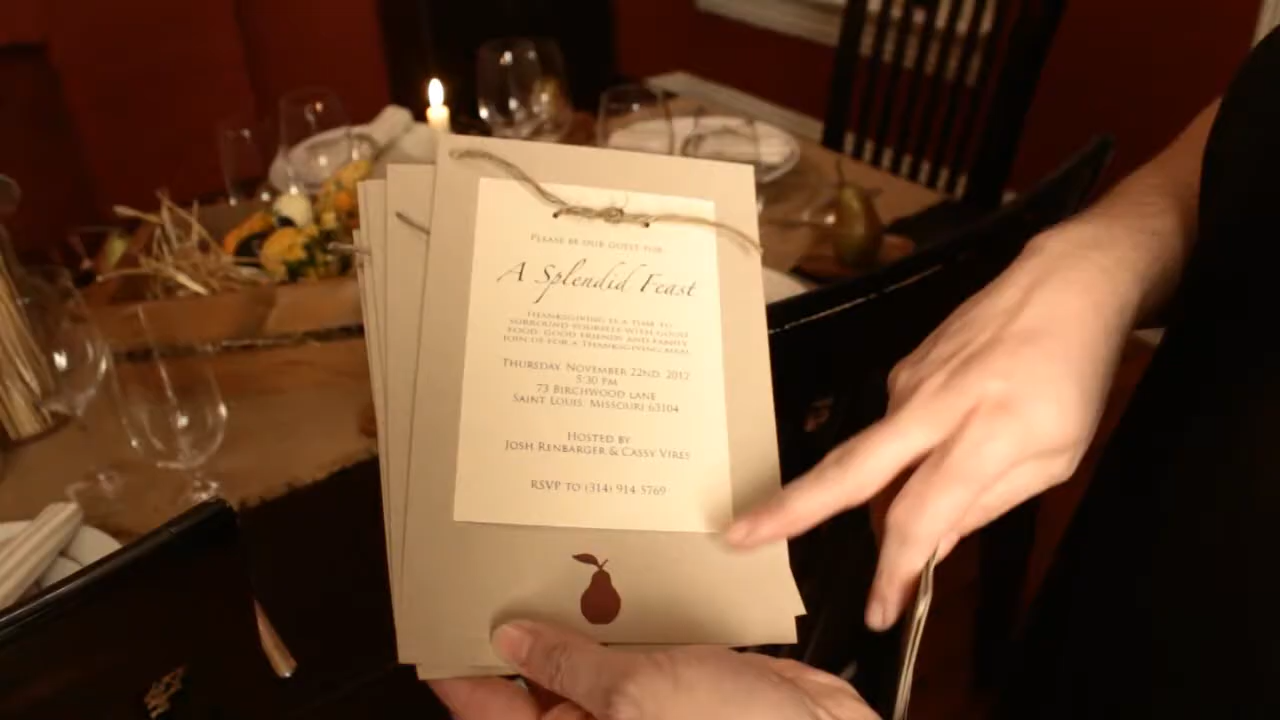 PLEASE BE OUR GUEST FOR
A Splendid Feast
THANKSGIVING IS A TIME TO
SURROUND YOURSELF WITH GOOD
FOOD, GOOD FRIENDS AND FAMILY.
JOIN US FOR A THANKSGIVING MEAL
THURSDAY, NOVEMBER 22ND, 2012
5:30 PM
73 BIRCHWOOD LANE
SAINT LOUIS, MISSOURI 63104
HOSTED BY
JOSH RENBARGER & CASSY VIRES
RSVP TO (314) 914-5769